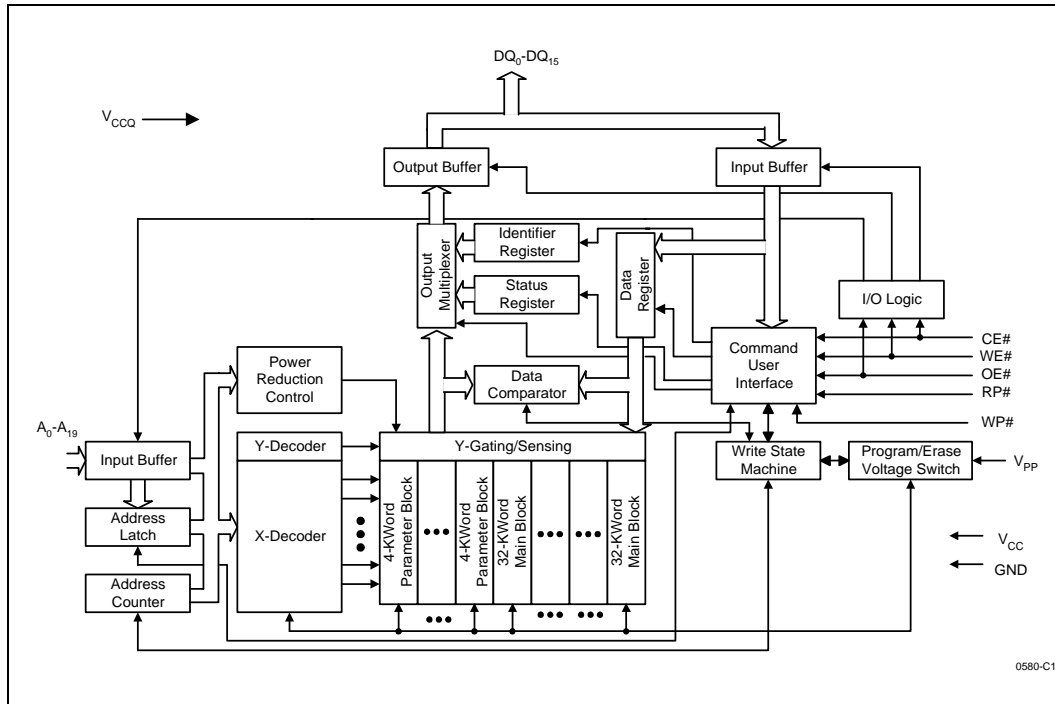 DQ₀-DQ₁₅
V_CCQ
Output Buffer
Input Buffer
Output
Multiplexer
Identifier
Register
Status
Register
Data
Register
I/O Logic
Command
User
Interface
CE#
WE#
OE#
RP#
WP#
Power
Reduction
Control
Data
Comparator
A₀-A₁₉
Input Buffer
Y-Decoder
Y-Gating/Sensing
Write State
Machine
Program/Erase
Voltage Switch
V_PP
Address
Latch
X-Decoder
4-KWord
Parameter Block
4-KWord
Parameter Block
32-KWord
Main Block
32-KWord
Main Block
V_CC
GND
Address
Counter
0580-C1